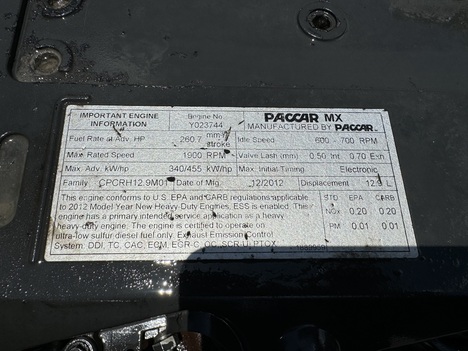 IMPORTANT ENGINE INFORMATION
Engine No. Y023744
PACCAR MX
MANUFACTURED BY PACCAR
Fuel Rate at Adv. HP 260.7 mm³/stroke
Idle Speed 600 - 700 RPM
Max. Rated Speed 1900 RPM
Valve Lash (mm) 0.50 Int 0.70 Exh
Max. Adv. kW/hp 340/455 kW/hp
Maximum Initial Timing Electronic
Family CPCRH12.9M01 Date of Mfg. 12/2012
Displacement 12.9 L
This engine conforms to U.S. EPA and CARB regulations applicable
to 2012 Model Year New Heavy-Duty Engines. ESS is enabled. Their
engine has a primary intended service application as a heavy
heavy-duty engine. The engine is certified to operate on
ultra-low sulfur diesel fuel only. Exhaust Emission Control
System: DDI, TC, CAC, ECM, EGR-C, OC, SCR-U, PTOX
STD EPA CARB
NOx 0.20 0.20
PM 0.01 0.01